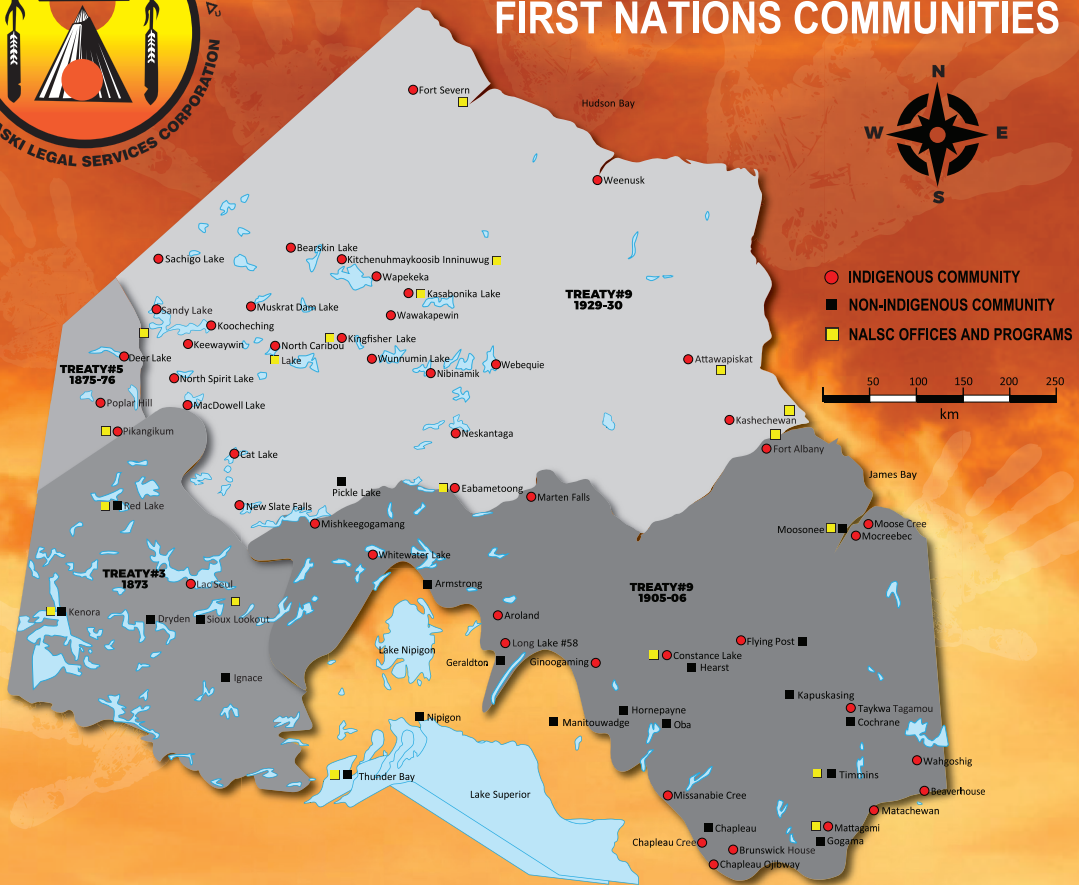 FIRST NATIONS COMMUNITIES
SKI LEGAL SERVICES CORPORATION
N
W
E
S
INDIGENOUS COMMUNITY
NON-INDIGENOUS COMMUNITY
NALSC OFFICES AND PROGRAMS
50
100
150
200
250
km
Fort Severn
Hudson Bay
Weenusk
Bearskin Lake
Sachigo Lake
Kitchenuhmaykoosib Inninuwug
Wapekeka
Kasabonika Lake
TREATY#9
1929-30
Sandy Lake
Muskrat Dam Lake
Wawakapewin
Koocheching
Keewaywin
North Caribou
Lake
Kingfisher Lake
Deer Lake
Wunnumin Lake
Webequie
Attawapiskat
TREATY#5
1875-76
North Spirit Lake
Nibinamik
Poplar Hill
MacDowell Lake
Kashechewan
Pikangikum
Neskantaga
Fort Albany
Cat Lake
James Bay
Pickle Lake
Eabametoong
Marten Falls
Red Lake
New Slate Falls
Mishkeegogamang
Moosonee
Moose Cree
Mocreebec
Whitewater Lake
TREATY#3
1873
Lac Seul
Armstrong
TREATY#9
1905-06
Kenora
Dryden
Sioux Lookout
Aroland
Lake Nipigon
Long Lake #58
Flying Post
Geraldton
Ginoogaming
Constance Lake
Hearst
Ignace
Kapuskasing
Nipigon
Manitouwadge
Hornepayne
Oba
Taykwa Tagamou
Cochrane
Wahgoshig
Thunder Bay
Timmins
Lake Superior
Missanabie Cree
Beaverhouse
Matachewan
Chapleau
Mattagami
Chapleau Cree
Gogama
Brunswick House
Chapleau Ojibway